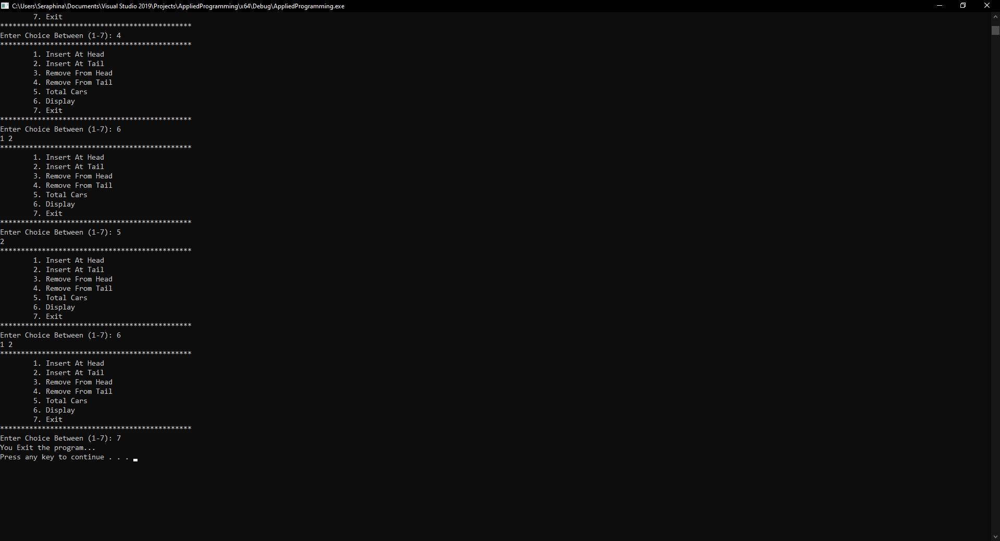 C:\Users\Seraphina\Documents\Visual Studio 2019\Projects\AppliedProgramming\x64\Debug\AppliedProgramming.exe
7. Exit
**********************************************
Enter Choice Between (1-7): 4
**********************************************
1. Insert At Head
2. Insert At Tail
3. Remove From Head
4. Remove From Tail
5. Total Cars
6. Display
7. Exit
**********************************************
Enter Choice Between (1-7): 6
1 2
**********************************************
1. Insert At Head
2. Insert At Tail
3. Remove From Head
4. Remove From Tail
5. Total Cars
6. Display
7. Exit
**********************************************
Enter Choice Between (1-7): 5
2
**********************************************
1. Insert At Head
2. Insert At Tail
3. Remove From Head
4. Remove From Tail
5. Total Cars
6. Display
7. Exit
**********************************************
Enter Choice Between (1-7): 6
1 2
**********************************************
1. Insert At Head
2. Insert At Tail
3. Remove From Head
4. Remove From Tail
5. Total Cars
6. Display
7. Exit
**********************************************
Enter Choice Between (1-7): 7
You Exit the program...
Press any key to continue . . .